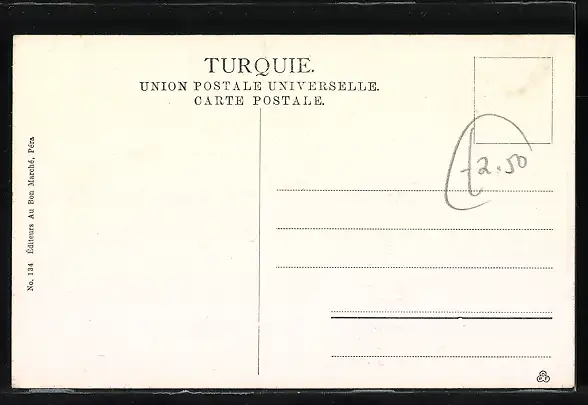 TURQUIE.
UNION POSTALE UNIVERSELLE.
CARTE POSTALE.
2.50
No. 134 Éditeurs Au Bon Marché, Péra